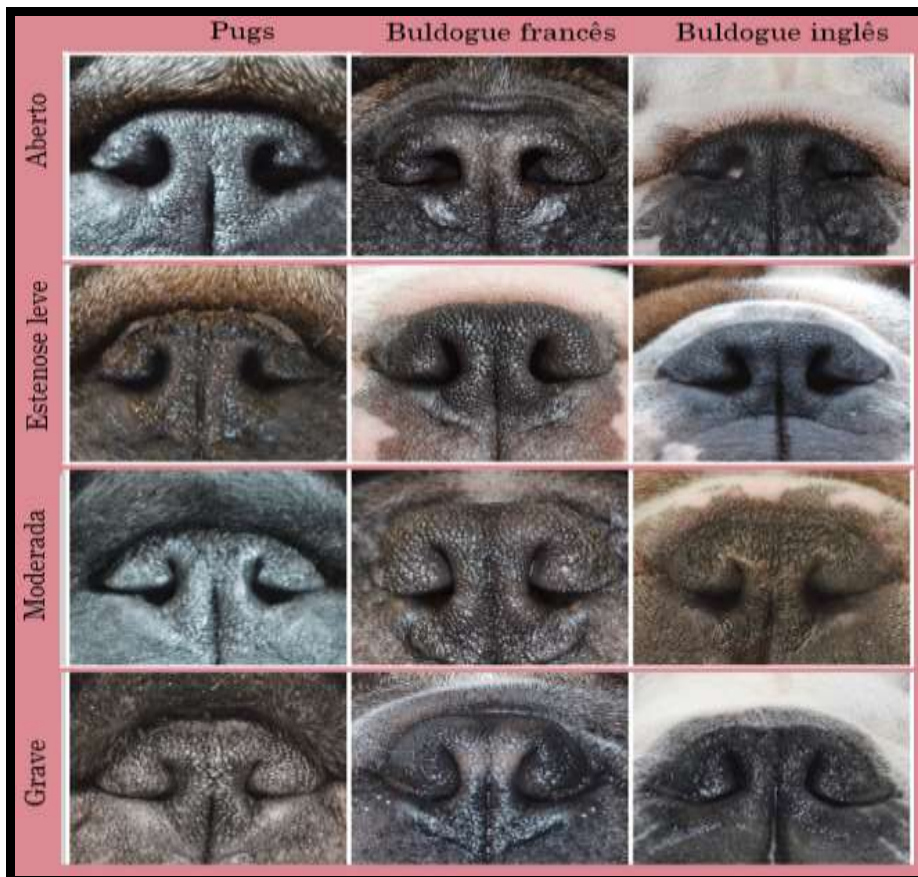 Pugs
Buldogue francês
Buldogue inglês
Aberto
Estenose leve
Moderada
Grave